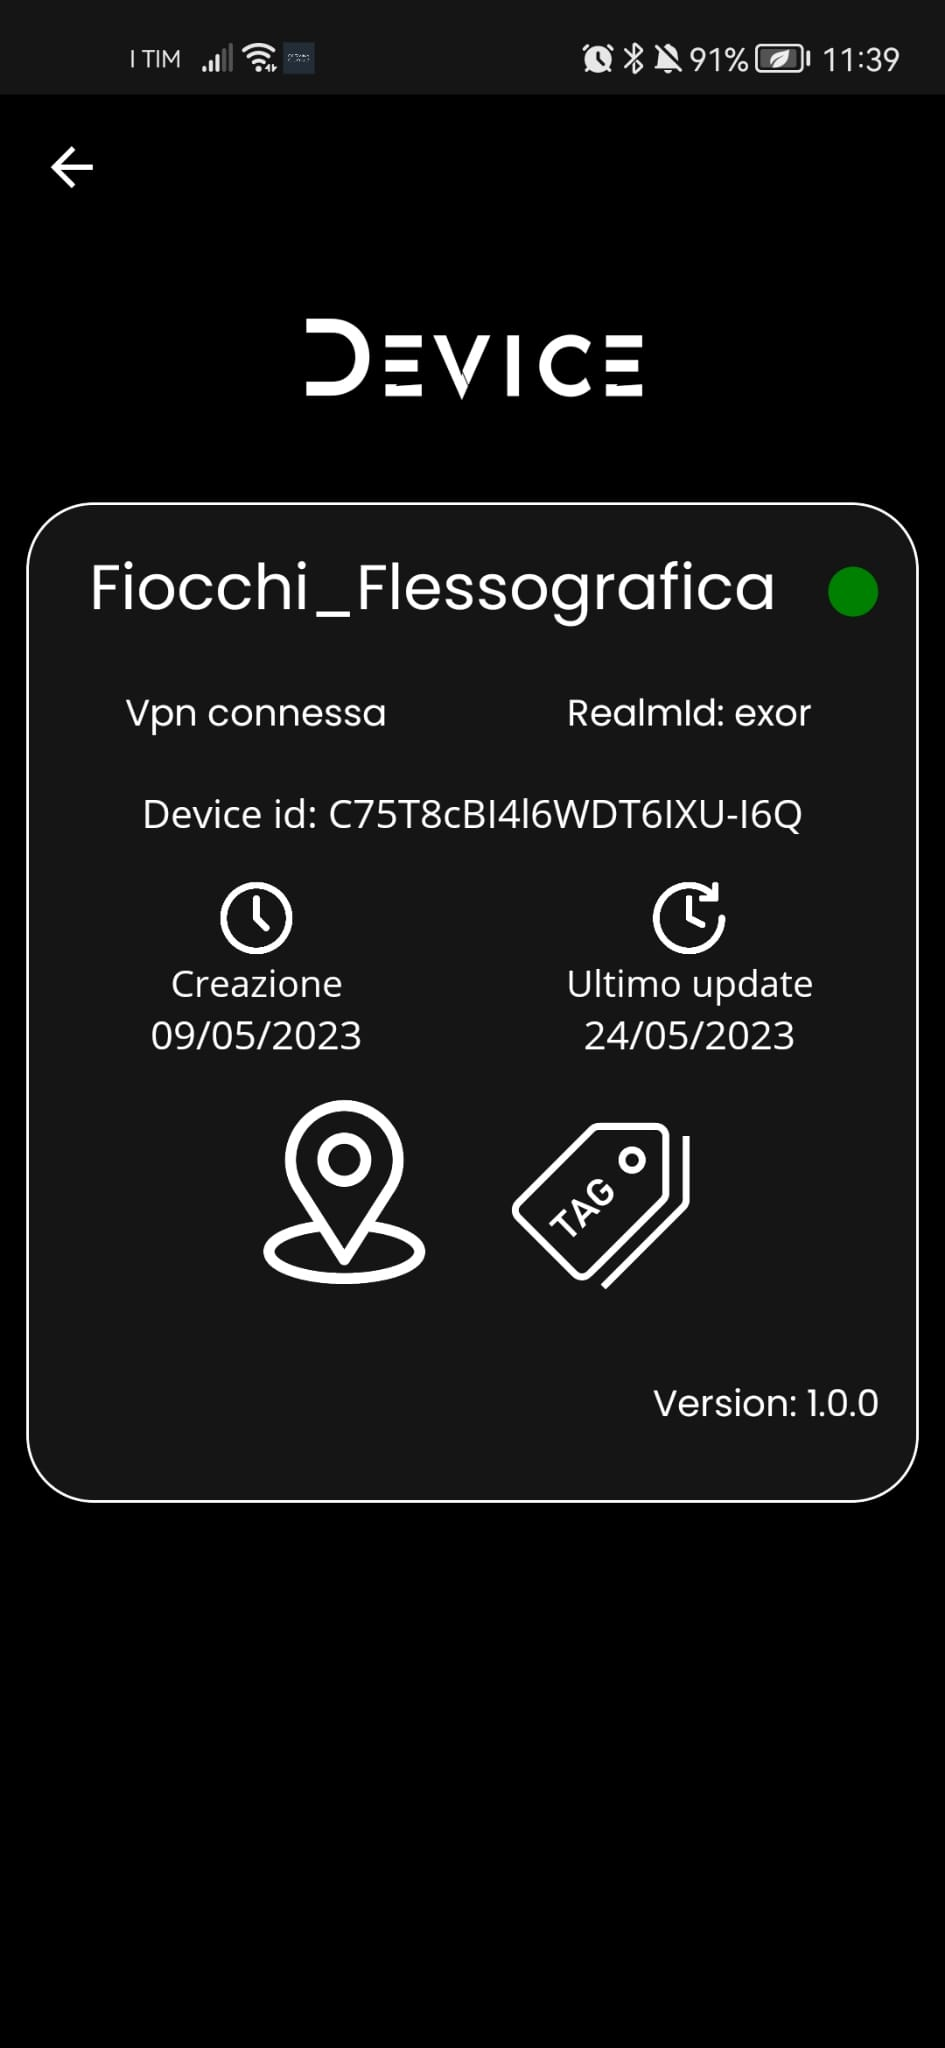 I TIM 91% 11:39
DEVICE
Fiocchi_Flessografica
Vpn connessa RealmId: exor
Device id: C75T8cBI4l6WDT6IXU-I6Q
Creazione Ultimo update
09/05/2023 24/05/2023
TAG
Version: 1.0.0